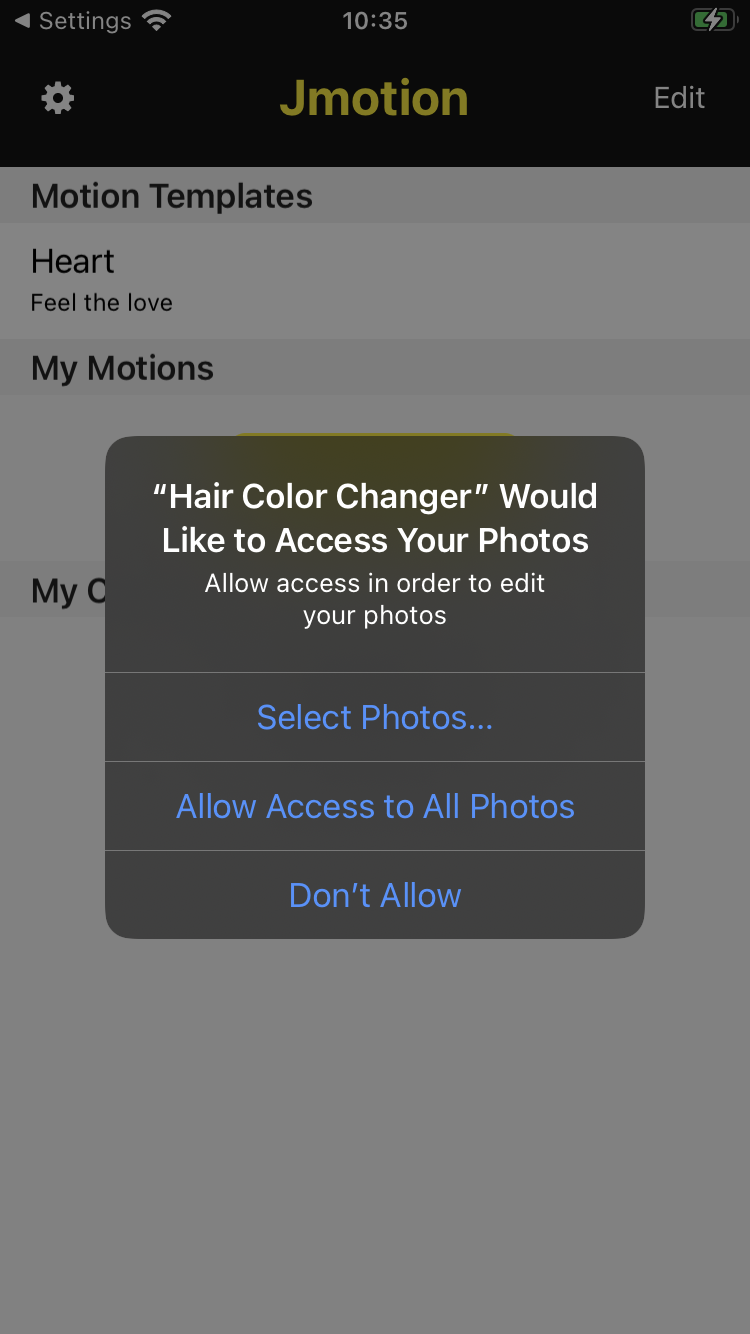 Settings
10:35
Jmotion
Edit
Motion Templates
Heart
Feel the love
My Motions
“Hair Color Changer” Would
Like to Access Your Photos
Allow access in order to edit
your photos
My
Select Photos...
Allow Access to All Photos
Don’t Allow